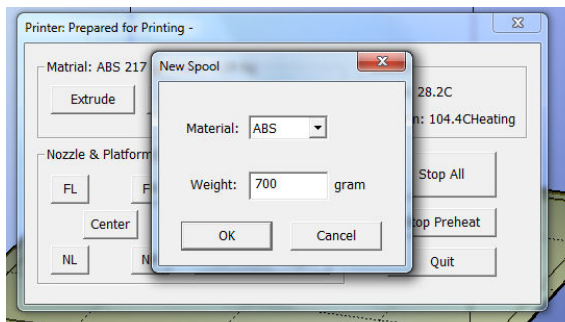 Printer: Prepared for Printing -
Matrial: ABS 217
New Spool
Extrude
28.2C
104.4CHeating
Material: ABS
Nozzle & Platform
Weight: 700 gram
Stop All
FL
Center
OK
Cancel
Preheat
NL
Quit